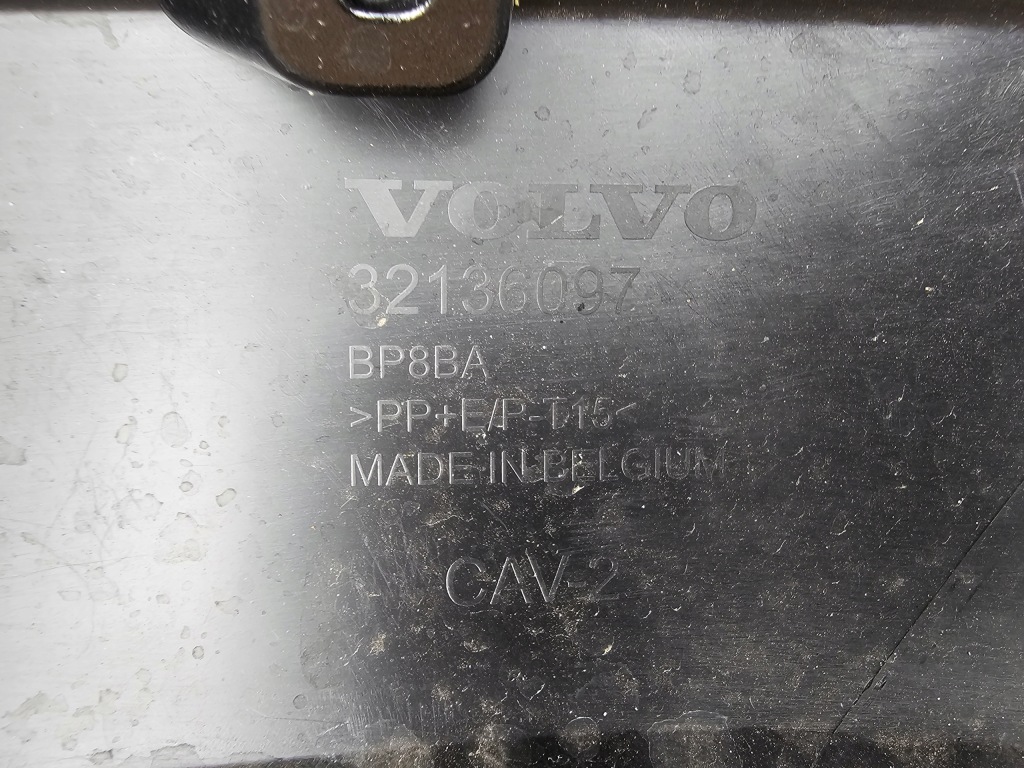 VOLVO
32136097
BP8BA
>PP+E/P-T15<
MADE IN BELGIUM
CAV-2